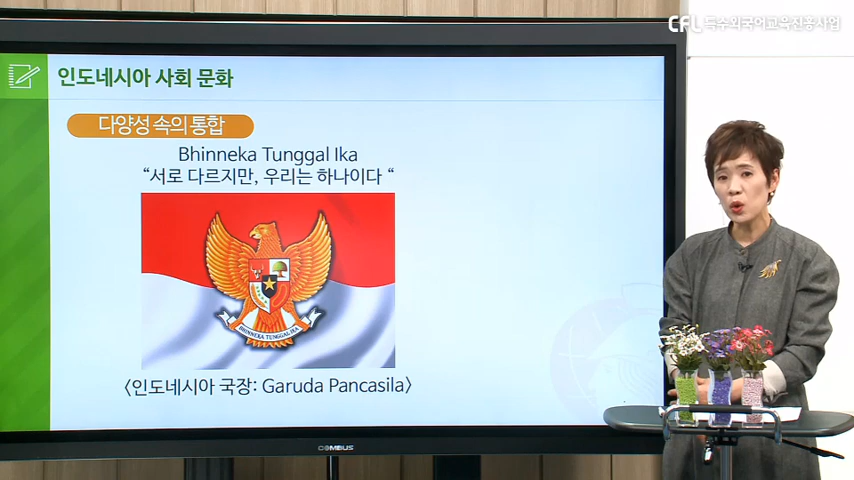 CFL 특수외국어교육진흥사업
인도네시아 사회 문화
다양성 속의 통합
Bhinneka Tunggal Ika
“서로 다르지만, 우리는 하나이다 “
BHINNEKA TUNGGAL IKA
〈인도네시아 국장: Garuda Pancasila〉
COMBUS